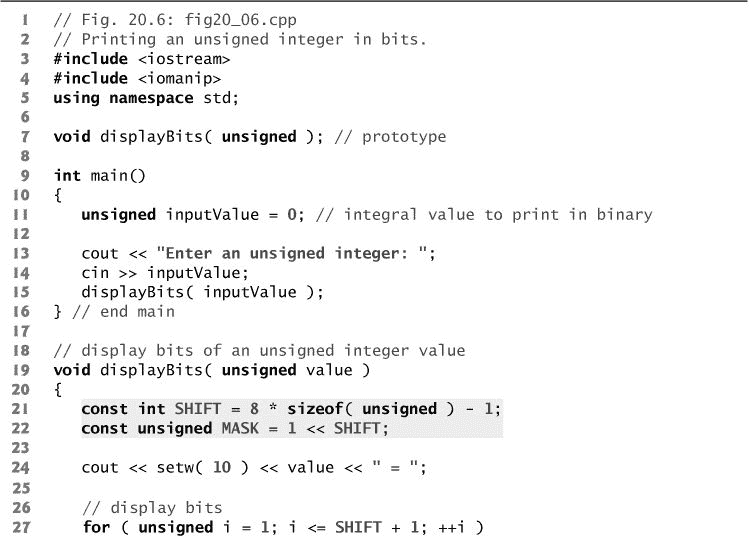 1 // Fig. 20.6: fig20_06.cpp
2 // Printing an unsigned integer in bits.
3 #include <iostream>
4 #include <iomanip>
5 using namespace std;
6
7 void displayBits( unsigned ); // prototype
8
9 int main()
10 {
11    unsigned inputValue = 0; // integral value to print in binary
12
13    cout << "Enter an unsigned integer: ";
14    cin >> inputValue;
15    displayBits( inputValue );
16 } // end main
17
18 // display bits of an unsigned integer value
19 void displayBits( unsigned value )
20 {
21    const int SHIFT = 8 * sizeof( unsigned ) - 1;
22    const unsigned MASK = 1 << SHIFT;
23
24    cout << setw( 10 ) << value << " = ";
25
26    // display bits
27    for ( unsigned i = 1; i <= SHIFT + 1; ++i )